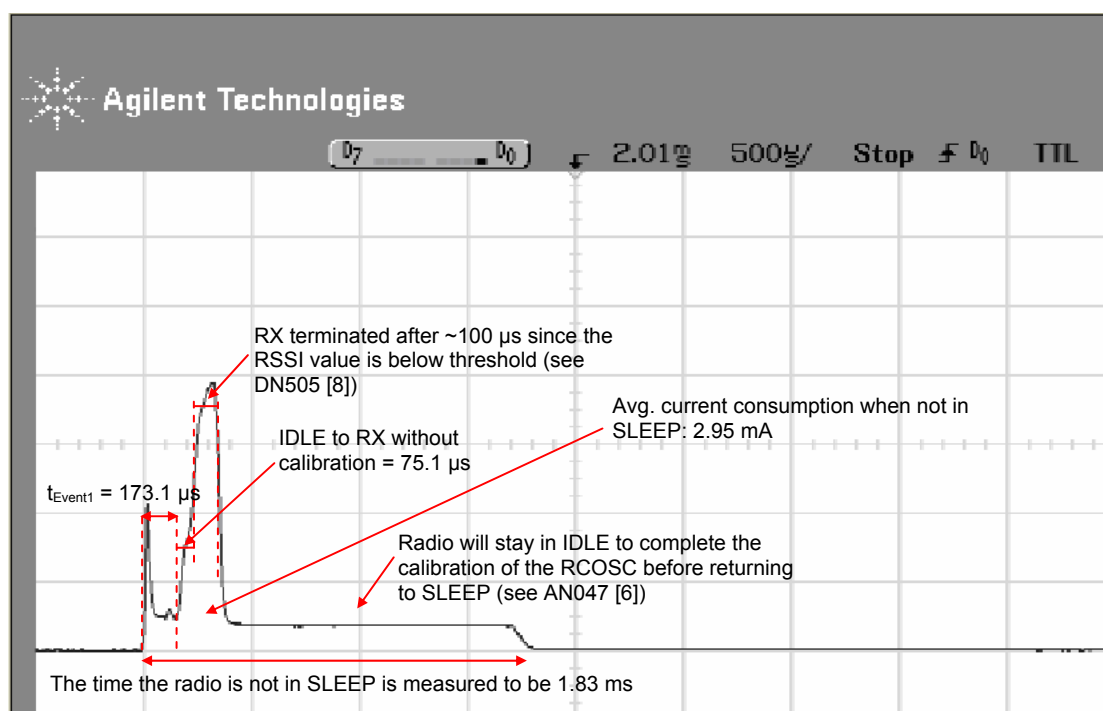 Agilent Technologies
D7 D0 2.01ms 500µs/ Stop D0 TTL
RX terminated after ~100 µs since the
RSSI value is below threshold (see
DN505 [8])
Avg. current consumption when not in
SLEEP: 2.95 mA
IDLE to RX without
calibration = 75.1 µs
tEvent1 = 173.1 µs
Radio will stay in IDLE to complete the
calibration of the RCOSC before returning
to SLEEP (see AN047 [6])
The time the radio is not in SLEEP is measured to be 1.83 ms